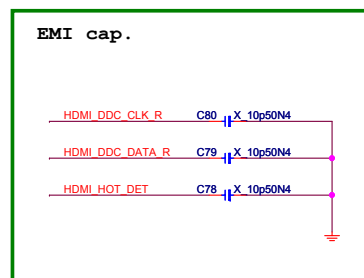 EMI cap.
HDMI_DDC_CLK_R C80 X_10p50N4
HDMI_DDC_DATA_R C79 X_10p50N4
HDMI_HOT_DET C78 X_10p50N4